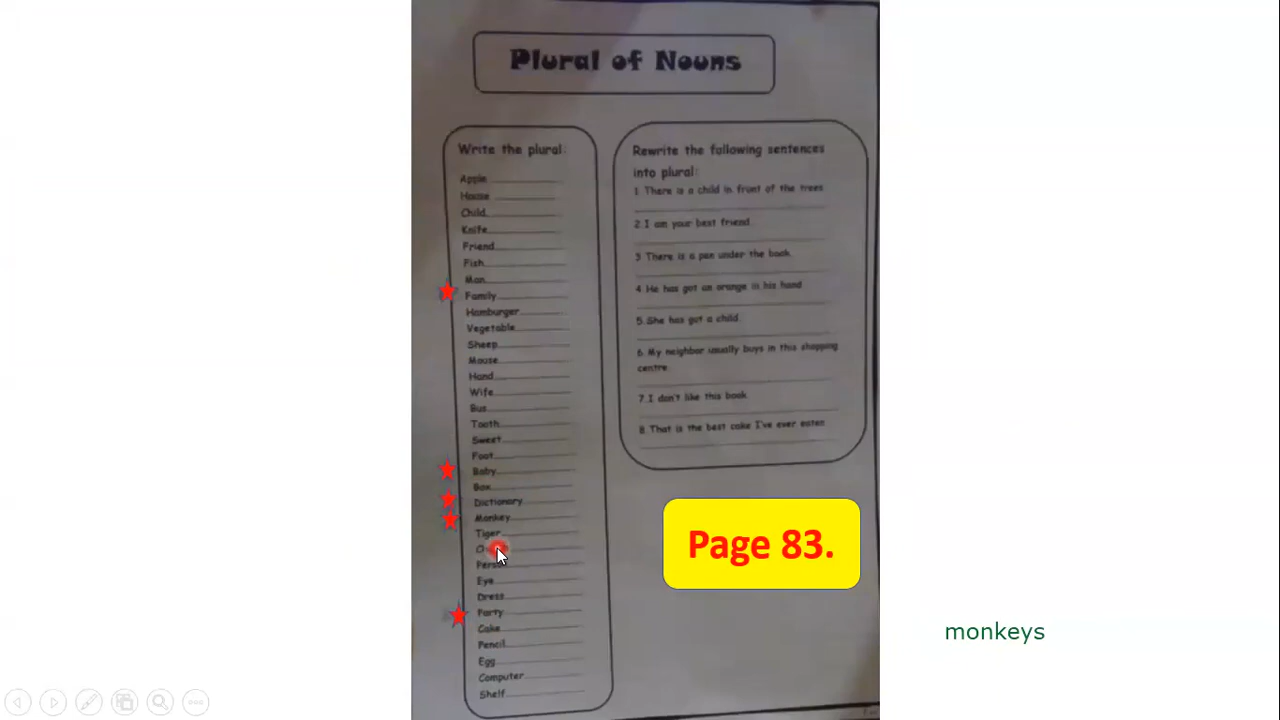 Plural of Nouns
Write the plural:
Apple
House
Child
Knife
Friend
Fish
Man
Family
Hamburger
Vegetable
Sheep
Mouse
Hand
Wife
Bus
Tooth
Sweet
Foot
Baby
Box
Dictionary
Monkey
Tiger
Person
Eye
Dress
Party
Cake
Pencil
Egg
Computer
Shelf
Rewrite the following sentences
into plural:
1 There is a child in front of the trees
2.I am your best friend.
3 There is a pen under the book.
4 He has got an orange in his hand
5.She has got a child.
6 My neighbor usually buys in this shopping
centre.
7.I don't like this book.
8 That is the best cake I've ever eaten
Page 83.
monkeys